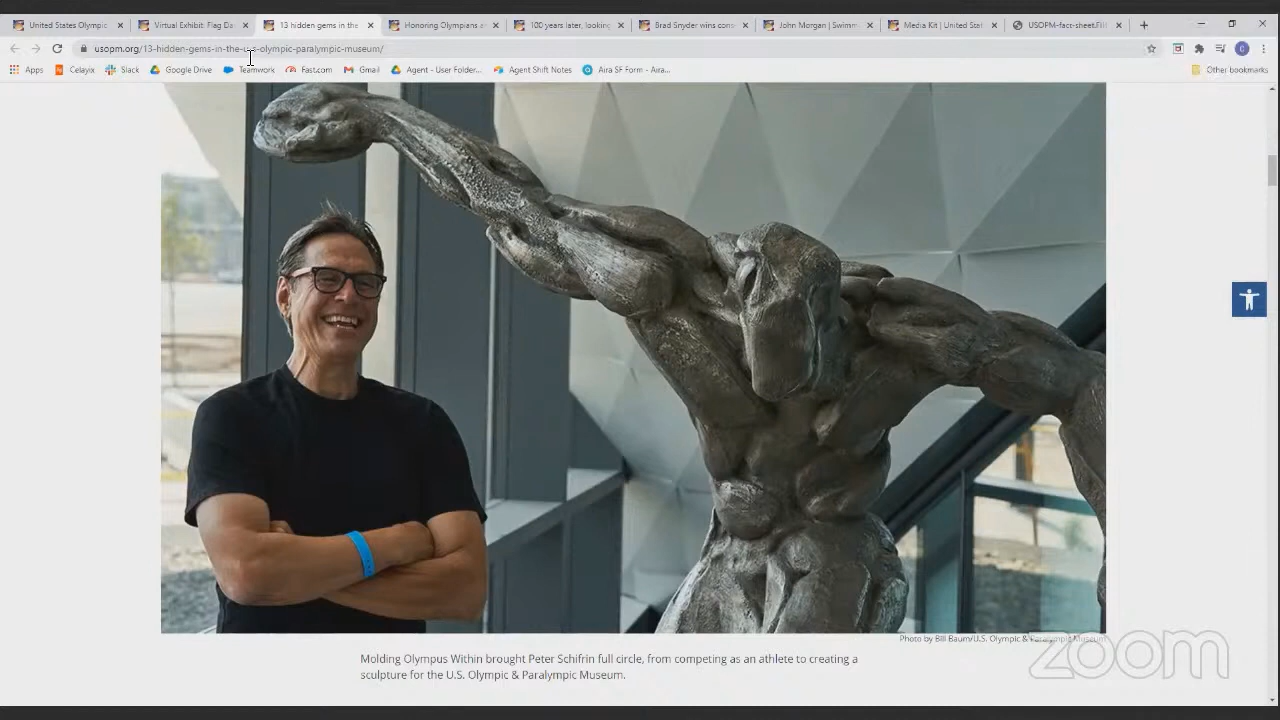 United States Olympic
Virtual Exhibit: Flag Da
13 hidden gems in the
Honoring Olympians a
100 years later, looking
Brad Snyder wins cons
John Morgan | Swimm
Media Kit | United Stat
USOPM-fact-sheet.Fill
usopm.org/13-hidden-gems-in-the-us-olympic-paralympic-museum/
Apps
Celayix
Slack
Google Drive
Teamwork
Fast.com
Gmail
Agent - User Folder...
Agent Shift Notes
Aira SF Form - Aira...
Other bookmarks
Photo by Bill Baum/U.S. Olympic & Paralympic Museum
Molding Olympus Within brought Peter Schifrin full circle, from competing as an athlete to creating a
sculpture for the U.S. Olympic & Paralympic Museum.
zoom